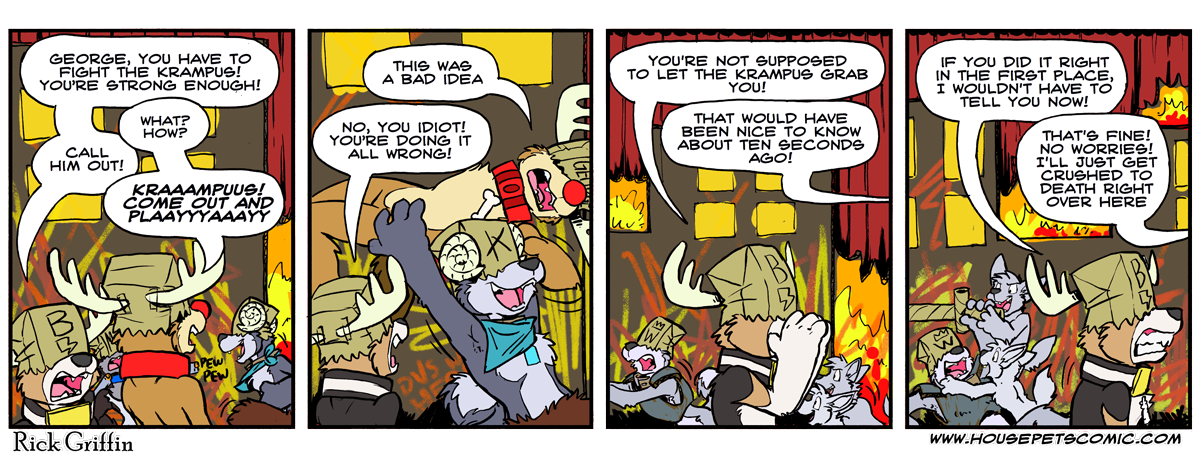 GEORGE, YOU HAVE TO
FIGHT THE KRAMPUS!
YOU'RE STRONG ENOUGH!
WHAT?
HOW?
CALL
HIM OUT!
KRAAAMPUUS!
COME OUT AND
PLAAYYYAAAYY
B
PEW
PEW
THIS WAS
A BAD IDEA
NO, YOU IDIOT!
YOU'RE DOING IT
ALL WRONG!
K
YOU'RE NOT SUPPOSED
TO LET THE KRAMPUS GRAB
YOU!
THAT WOULD HAVE
BEEN NICE TO KNOW
ABOUT TEN SECONDS
AGO!
B
W
IF YOU DID IT RIGHT
IN THE FIRST PLACE,
I WOULDN'T HAVE TO
TELL YOU NOW!
THAT'S FINE!
NO WORRIES!
I'LL JUST GET
CRUSHED TO
DEATH RIGHT
OVER HERE
B
W
Rick Griffin
WWW.HOUSEPETSCOMIC.COM